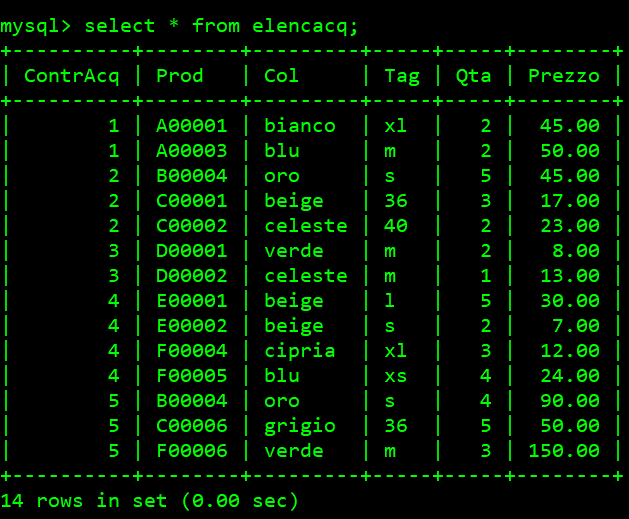 mysql> select * from elencacq;
+----------+--------+---------+-----+-----+--------+
| ContrAcq | Prod   | Col     | Tag | Qta | Prezzo |
+----------+--------+---------+-----+-----+--------+
|        1 | A00001 | bianco  | xl  |   2 |  45.00 |
|        1 | A00003 | blu     | m   |   2 |  50.00 |
|        2 | B00004 | oro     | s   |   5 |  45.00 |
|        2 | C00001 | beige   | 36  |   3 |  17.00 |
|        2 | C00002 | celeste | 40  |   2 |  23.00 |
|        3 | D00001 | verde   | m   |   2 |   8.00 |
|        3 | D00002 | celeste | m   |   1 |  13.00 |
|        4 | E00001 | beige   | l   |   5 |  30.00 |
|        4 | E00002 | beige   | s   |   2 |   7.00 |
|        4 | F00004 | cipria  | xl  |   3 |  12.00 |
|        4 | F00005 | blu     | xs  |   4 |  24.00 |
|        5 | B00004 | oro     | s   |   4 |  90.00 |
|        5 | C00006 | grigio  | 36  |   5 |  50.00 |
|        5 | F00006 | verde   | m   |   3 | 150.00 |
+----------+--------+---------+-----+-----+--------+
14 rows in set (0.00 sec)